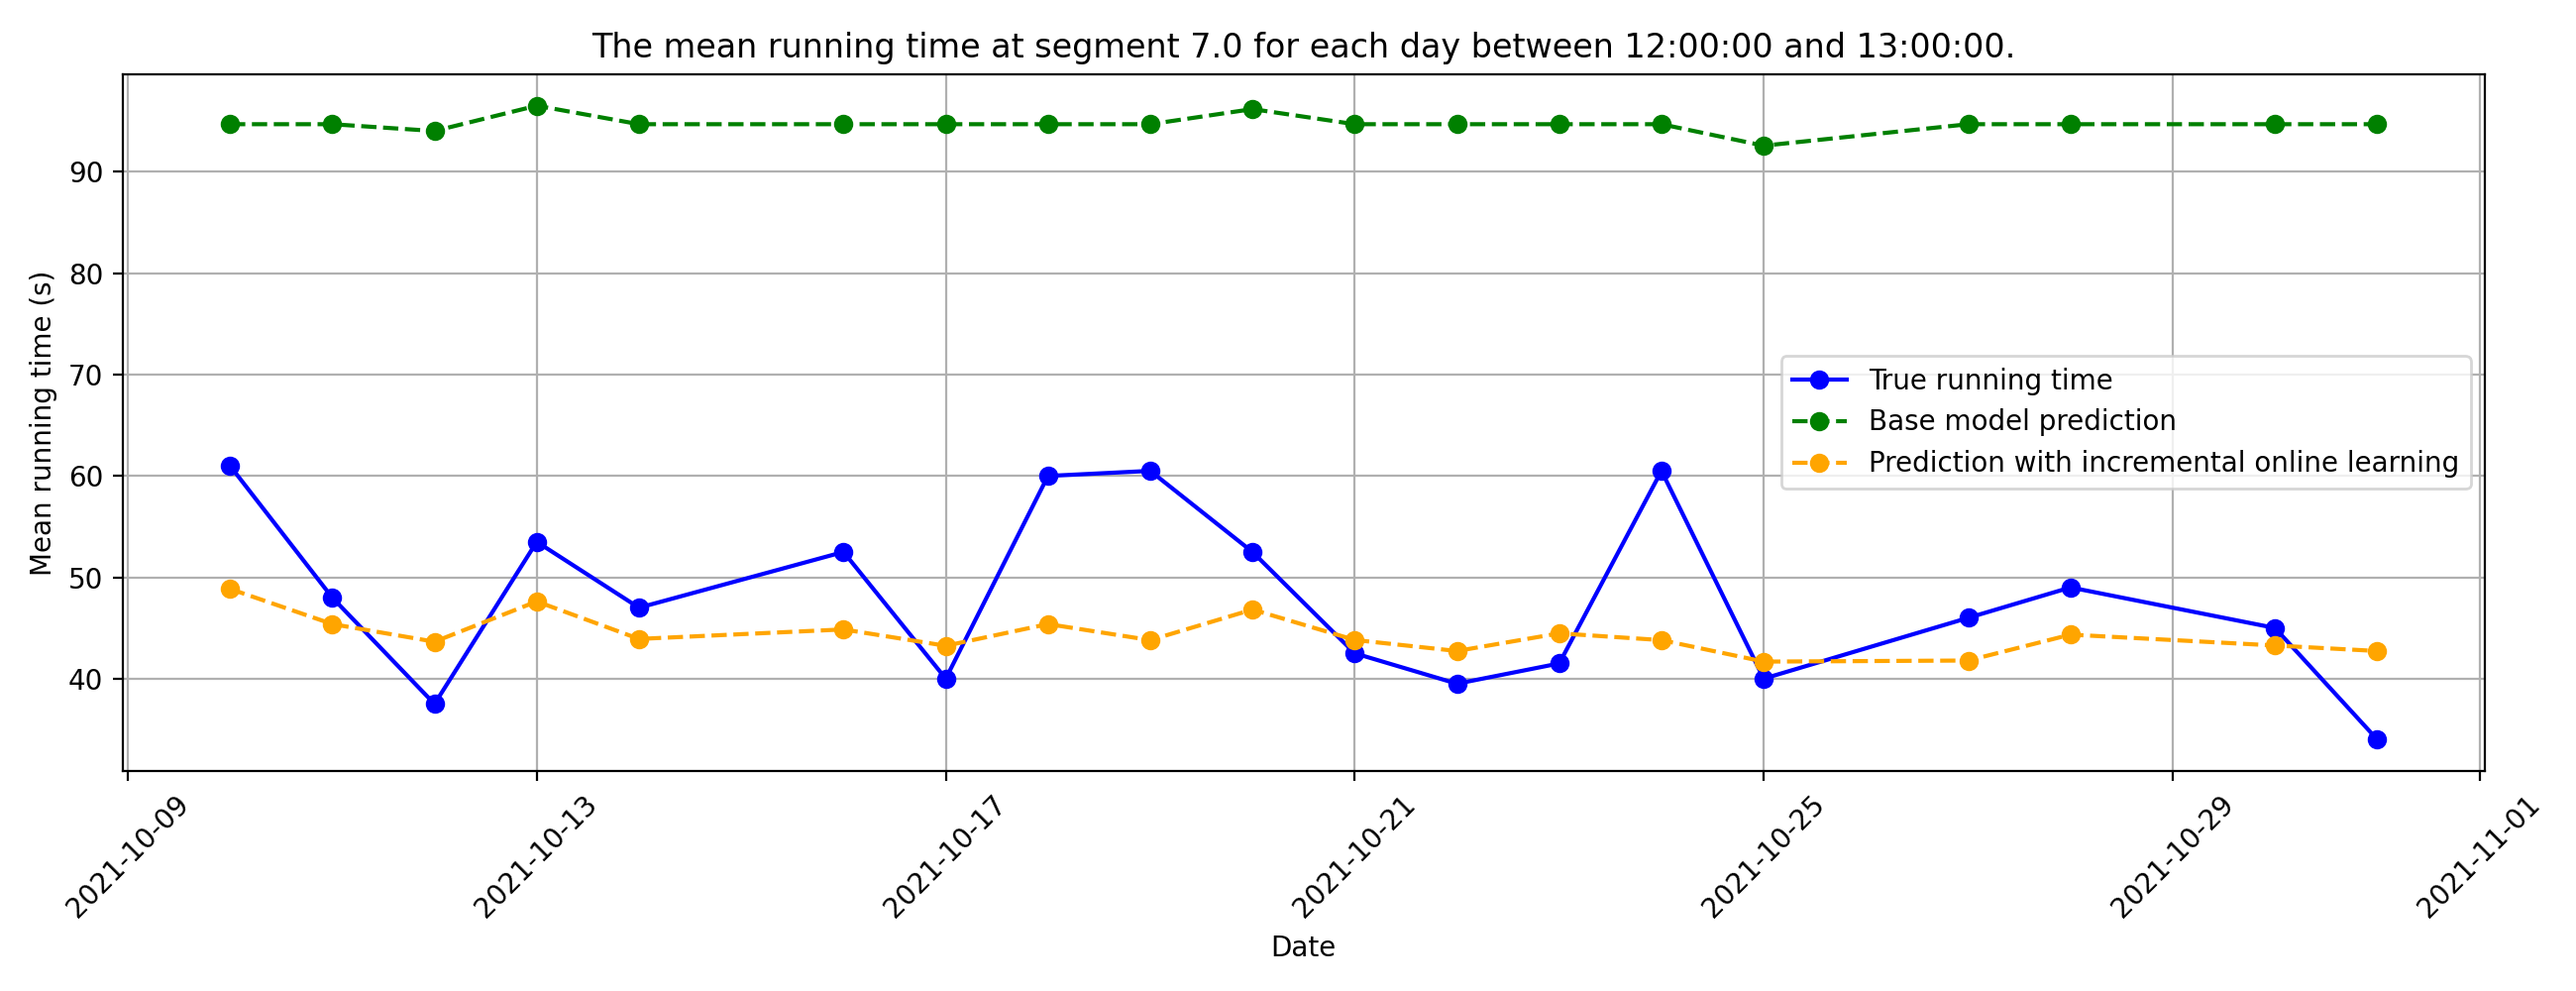 The mean running time at segment 7.0 for each day between 12:00:00 and 13:00:00.
Mean running time (s)
90
80
70
60
50
40
True running time
Base model prediction
Prediction with incremental online learning
2021-10-09
2021-10-13
2021-10-17
2021-10-21
2021-10-25
2021-10-29
2021-11-01
Date